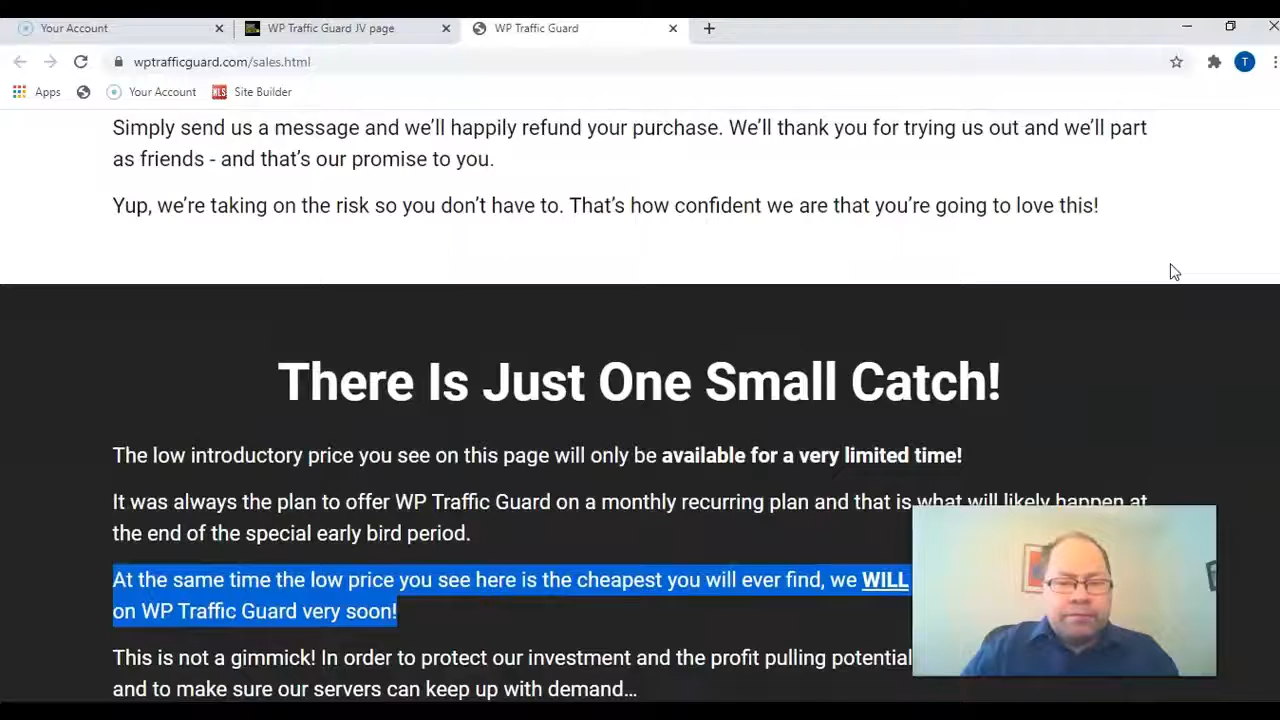 Your Account
WP Traffic Guard JV page
WP Traffic Guard
wptrafficguard.com/sales.html
T
Apps
Your Account
Site Builder
Simply send us a message and we'll happily refund your purchase. We'll thank you for trying us out and we'll part
as friends - and that's our promise to you.
Yup, we're taking on the risk so you don't have to. That's how confident we are that you're going to love this!
There Is Just One Small Catch!
The low introductory price you see on this page will only be available for a very limited time!
It was always the plan to offer WP Traffic Guard on a monthly recurring plan and that is what will likely happen at
the end of the special early bird period.
At the same time the low price you see here is the cheapest you will ever find, we WILL
on WP Traffic Guard very soon!
This is not a gimmick! In order to protect our investment and the profit pulling potential
and to make sure our servers can keep up with demand...